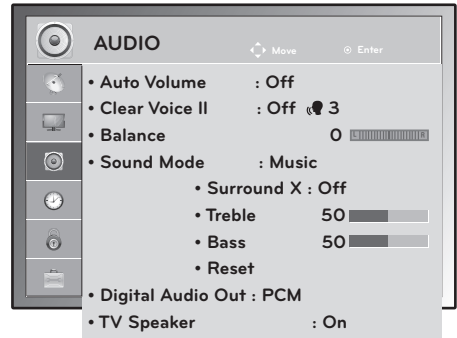 AUDIO Move Enter
• Auto Volume : Off
• Clear Voice II : Off 3
• Balance 0 L R
• Sound Mode : Music
• Surround X : Off
• Treble 50
• Bass 50
• Reset
• Digital Audio Out : PCM
• TV Speaker : On